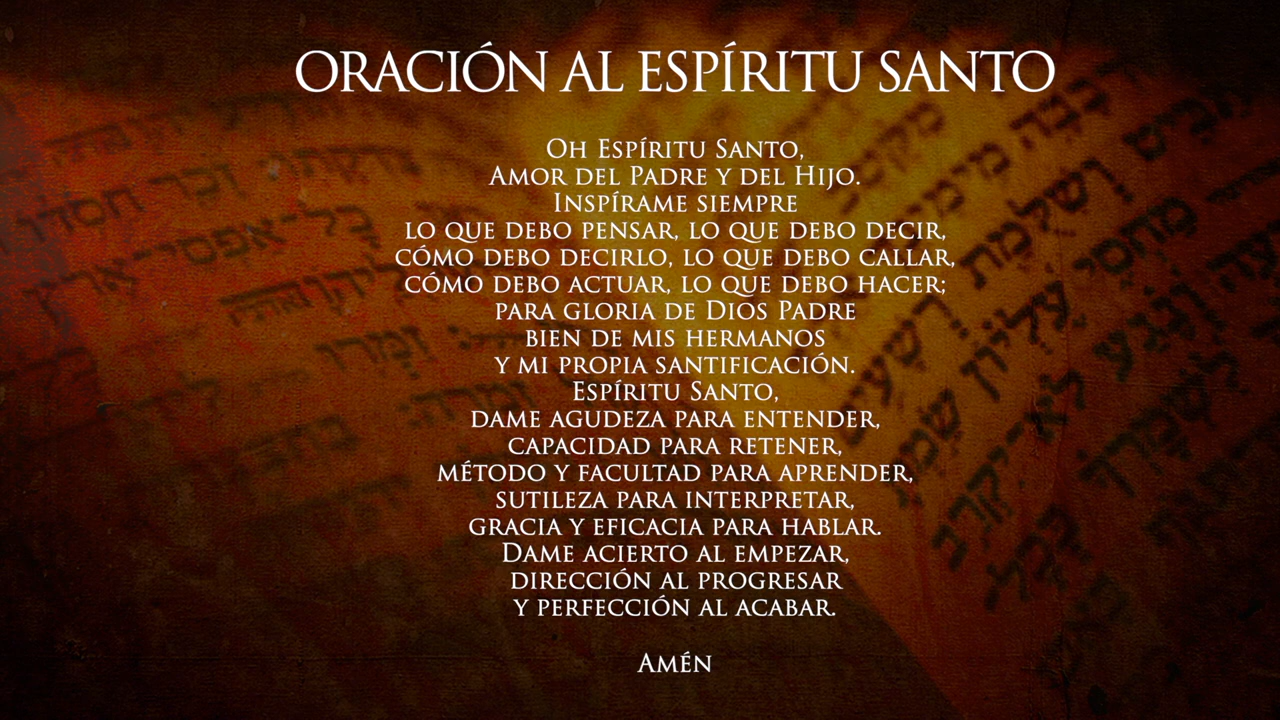 ORACIÓN AL ESPÍRITU SANTO
Oh Espíritu Santo,
Amor del Padre y del Hijo.
Inspírame siempre
lo que debo pensar, lo que debo decir,
cómo debo decirlo, lo que debo callar,
cómo debo actuar, lo que debo hacer;
para gloria de Dios Padre
bien de mis hermanos
y mi propia santificación.
Espíritu Santo,
dame agudeza para entender,
capacidad para retener,
método y facultad para aprender,
sutileza para interpretar,
gracia y eficacia para hablar.
Dame acierto al empezar,
dirección al progresar
y perfección al acabar.
Amén
כָּל־אפסי־ארץ
מחסי עֶלְיוֹן שַׂמְתָּ